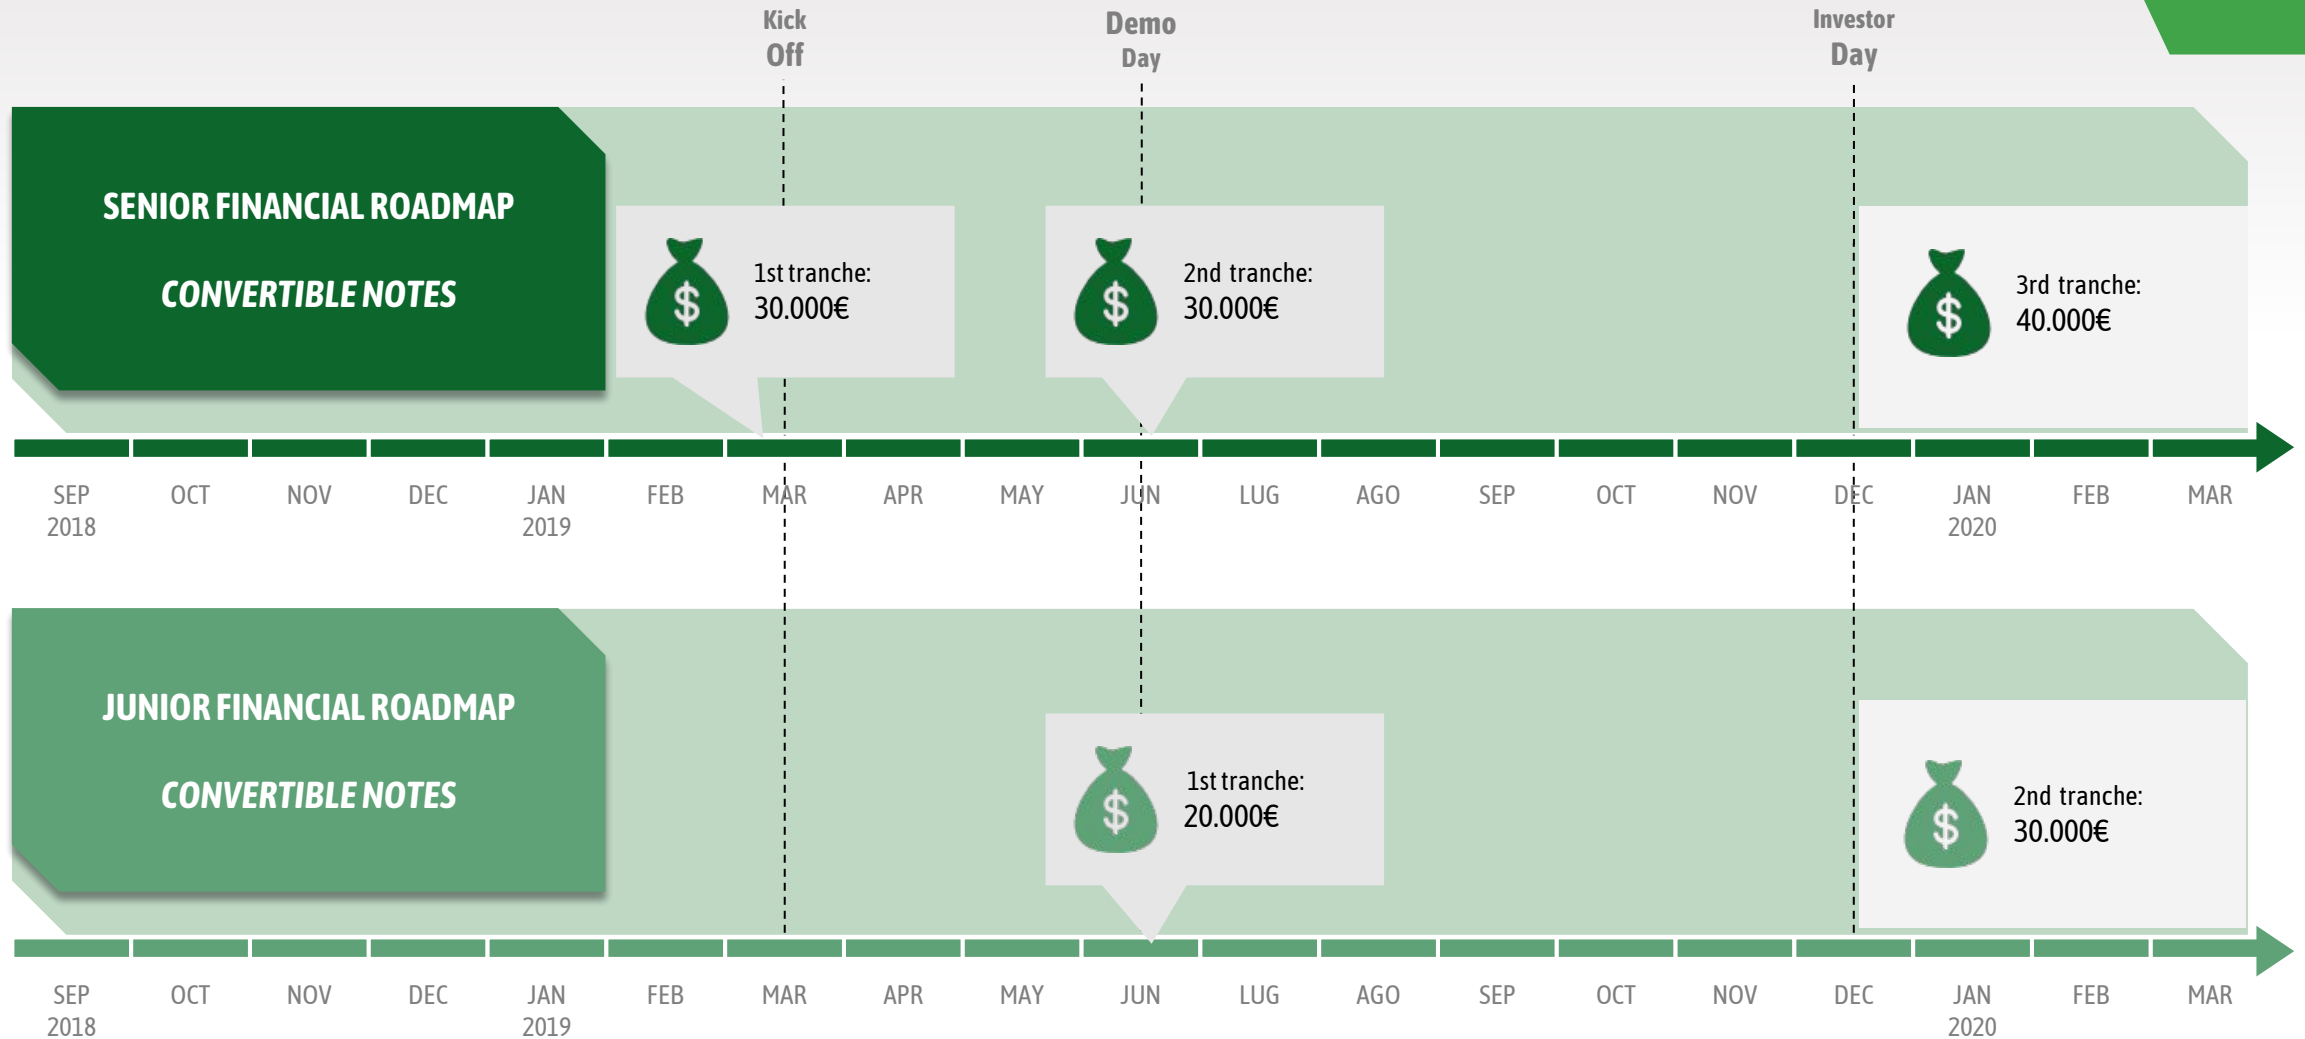 Kick
Off
Demo
Day
Investor
Day
SENIOR FINANCIAL ROADMAP
CONVERTIBLE NOTES
$
1st tranche:
30.000€
$
2nd tranche:
30.000€
$
3rd tranche:
40.000€
SEP OCT NOV DEC JAN FEB MAR APR MAY JUN LUG AGO SEP OCT NOV DEC JAN FEB MAR
2018 2019 2020
JUNIOR FINANCIAL ROADMAP
CONVERTIBLE NOTES
$
1st tranche:
20.000€
$
2nd tranche:
30.000€
SEP OCT NOV DEC JAN FEB MAR APR MAY JUN LUG AGO SEP OCT NOV DEC JAN FEB MAR
2018 2019 2020